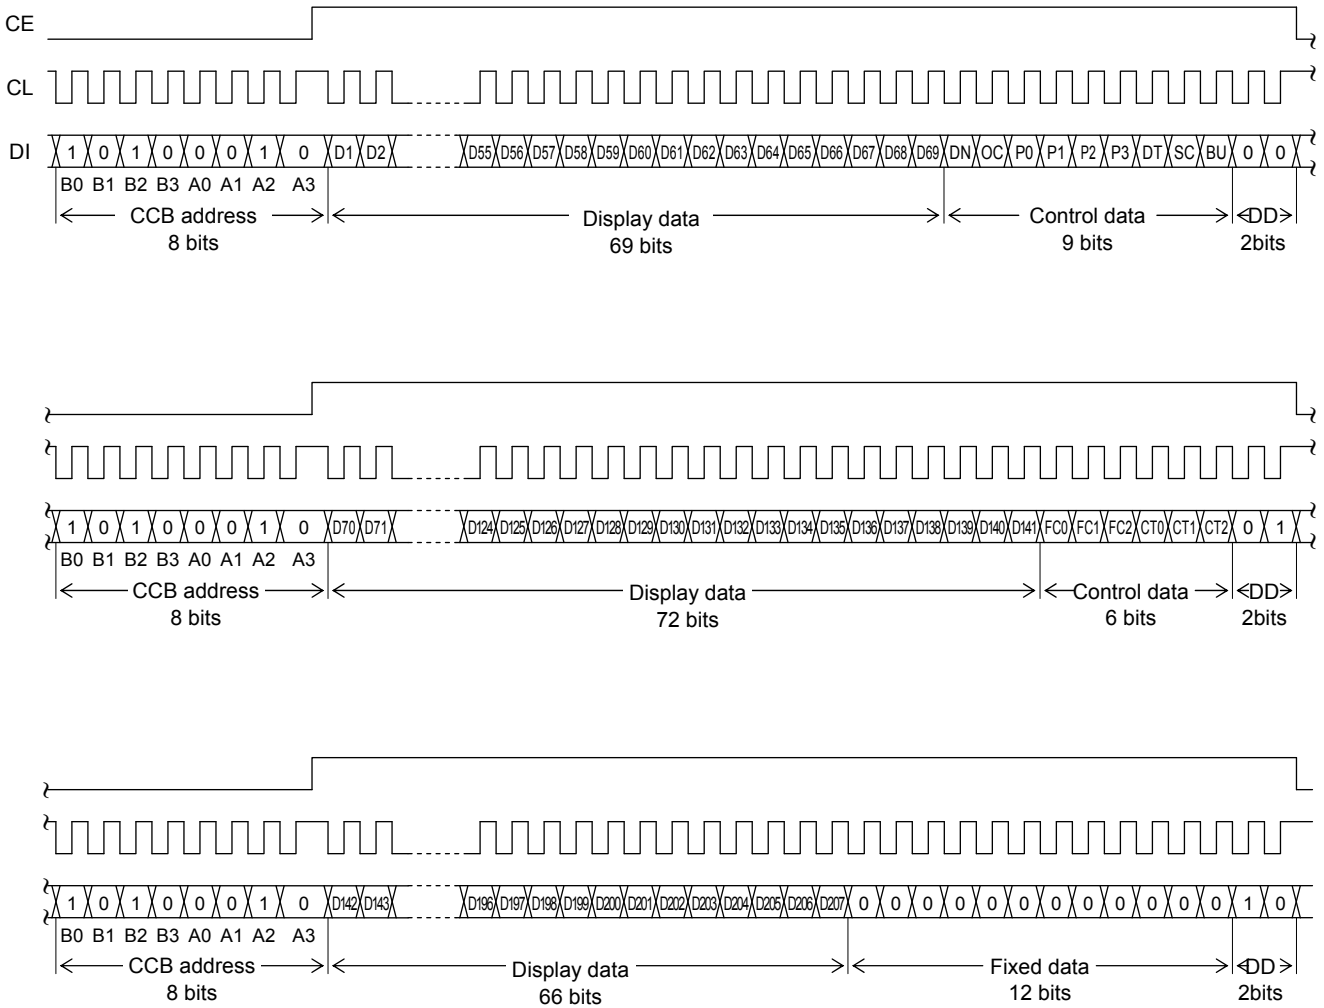 CE
CL
DI 1 0 1 0 0 0 1 0 D1 D2 D55 D56 D57 D58 D59 D60 D61 D62 D63 D64 D65 D66 D67 D68 D69 DN OC P0 P1 P2 P3 DT SC BU 0 0
B0 B1 B2 B3 A0 A1 A2 A3
CCB address Display data Control data DD
8 bits 69 bits 9 bits 2bits
1 0 1 0 0 0 1 0 D70 D71 D124 D125 D126 D127 D128 D129 D130 D131 D132 D133 D134 D135 D136 D137 D138 D139 D140 D141 FC0 FC1 FC2 CT0 CT1 CT2 0 1
B0 B1 B2 B3 A0 A1 A2 A3
CCB address Display data Control data DD
8 bits 72 bits 6 bits 2bits
1 0 1 0 0 0 1 0 D142 D143 D196 D197 D198 D199 D200 D201 D202 D203 D204 D205 D206 D207 0 0 0 0 0 0 0 0 0 0 0 0 1 0
B0 B1 B2 B3 A0 A1 A2 A3
CCB address Display data Fixed data DD
8 bits 66 bits 12 bits 2bits